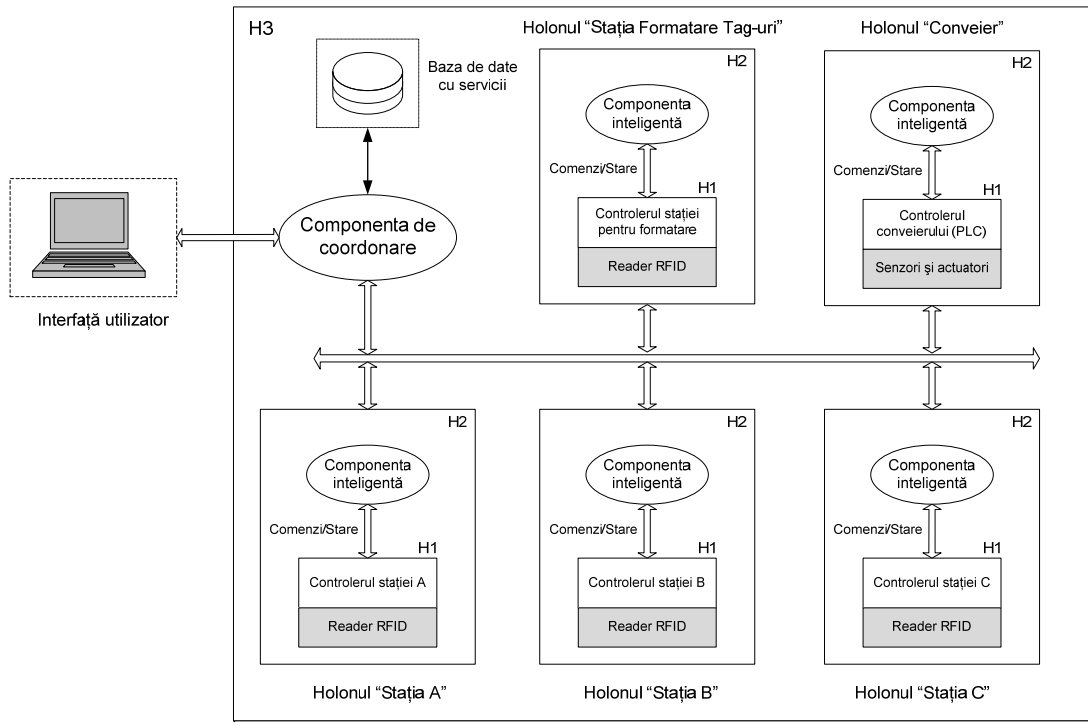 H3
Baza de date
cu servicii
Interfață utilizator
Componenta de
coordonare
Holonul “Stația Formatare Tag-uri”
H2
Componenta
inteligentă
Comenzi/Stare
H1
Controlerul stației
pentru formatare
Reader RFID
Holonul “Conveier”
H2
Componenta
inteligentă
Comenzi/Stare
H1
Controlerul
conveierului (PLC)
Senzori şi actuatori
H2
Componenta
inteligentă
Comenzi/Stare
H1
Controlerul stației A
Reader RFID
Holonul “Stația A”
H2
Componenta
inteligentă
Comenzi/Stare
H1
Controlerul stației B
Reader RFID
Holonul “Stația B”
H2
Componenta
inteligentă
Comenzi/Stare
H1
Controlerul stației C
Reader RFID
Holonul “Stația C”